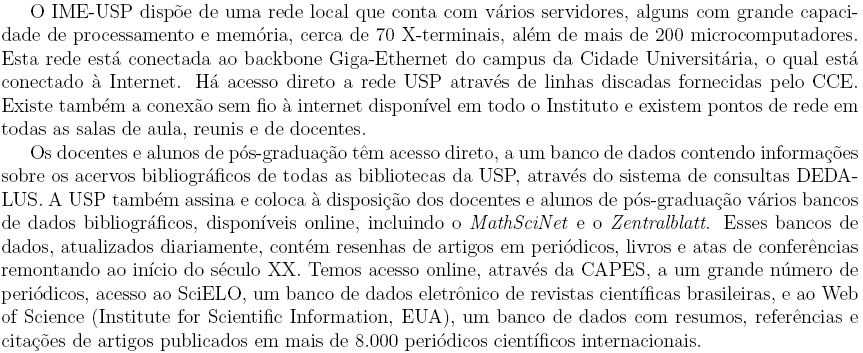 O IME-USP dispõe de uma rede local que conta com vários servidores, alguns com grande capaci-
dade de processamento e memória, cerca de 70 X-terminais, além de mais de 200 microcomputadores.
Esta rede está conectada ao backbone Giga-Ethernet do campus da Cidade Universitária, o qual está
conectado à Internet. Há acesso direto a rede USP através de linhas discadas fornecidas pelo CCE.
Existe também a conexão sem fio à internet disponível em todo o Instituto e existem pontos de rede em
todas as salas de aula, reunis e de docentes.
Os docentes e alunos de pós-graduação têm acesso direto, a um banco de dados contendo informações
sobre os acervos bibliográficos de todas as bibliotecas da USP, através do sistema de consultas DEDA-
LUS. A USP também assina e coloca à disposição dos docentes e alunos de pós-graduação vários bancos
de dados bibliográficos, disponíveis online, incluindo o MathSciNet e o Zentralblatt. Esses bancos de
dados, atualizados diariamente, contém resenhas de artigos em periódicos, livros e atas de conferências
remontando ao início do século XX. Temos acesso online, através da CAPES, a um grande número de
periódicos, acesso ao SciELO, um banco de dados eletrônico de revistas científicas brasileiras, e ao Web
of Science (Institute for Scientific Information, EUA), um banco de dados com resumos, referências e
citações de artigos publicados em mais de 8.000 periódicos científicos internacionais.